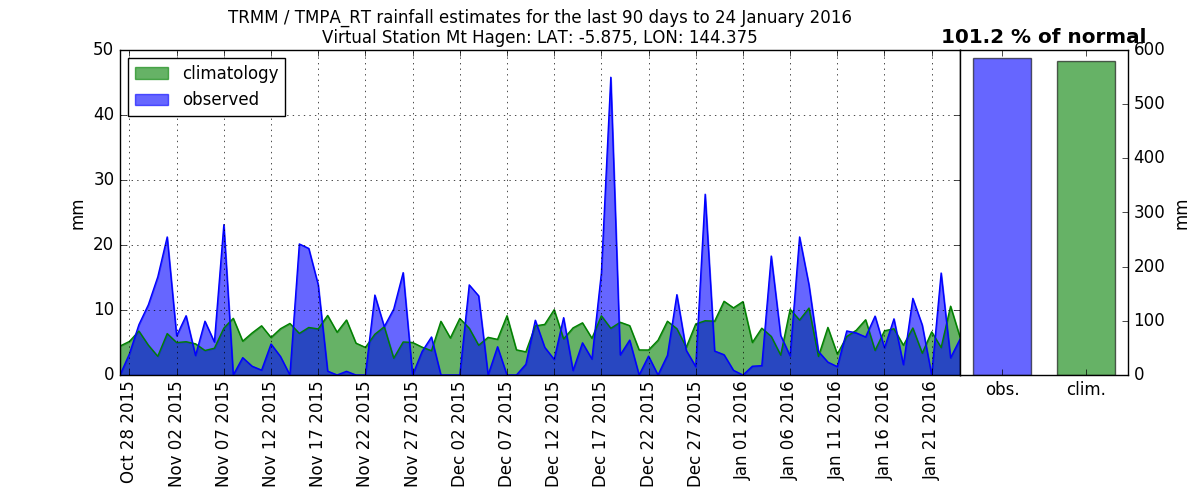 TRMM / TMPA_RT rainfall estimates for the last 90 days to 24 January 2016
Virtual Station Mt Hagen: LAT: -5.875, LON: 144.375
101.2 % of normal
climatology
observed
50
40
30
20
10
0
mm
Oct 28 2015
Nov 02 2015
Nov 07 2015
Nov 12 2015
Nov 17 2015
Nov 22 2015
Nov 27 2015
Dec 02 2015
Dec 07 2015
Dec 12 2015
Dec 17 2015
Dec 22 2015
Dec 27 2015
Jan 01 2016
Jan 06 2016
Jan 11 2016
Jan 16 2016
Jan 21 2016
600
500
400
300
200
100
0
mm
obs.
clim.